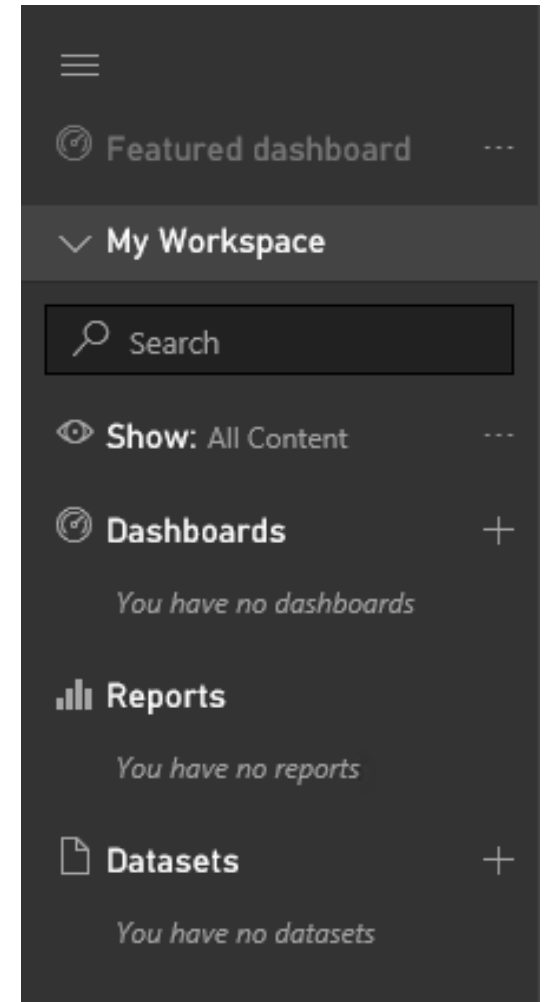 Featured dashboard ...
My Workspace
Search
Show: All Content ...
Dashboards
You have no dashboards
Reports
You have no reports
Datasets
You have no datasets